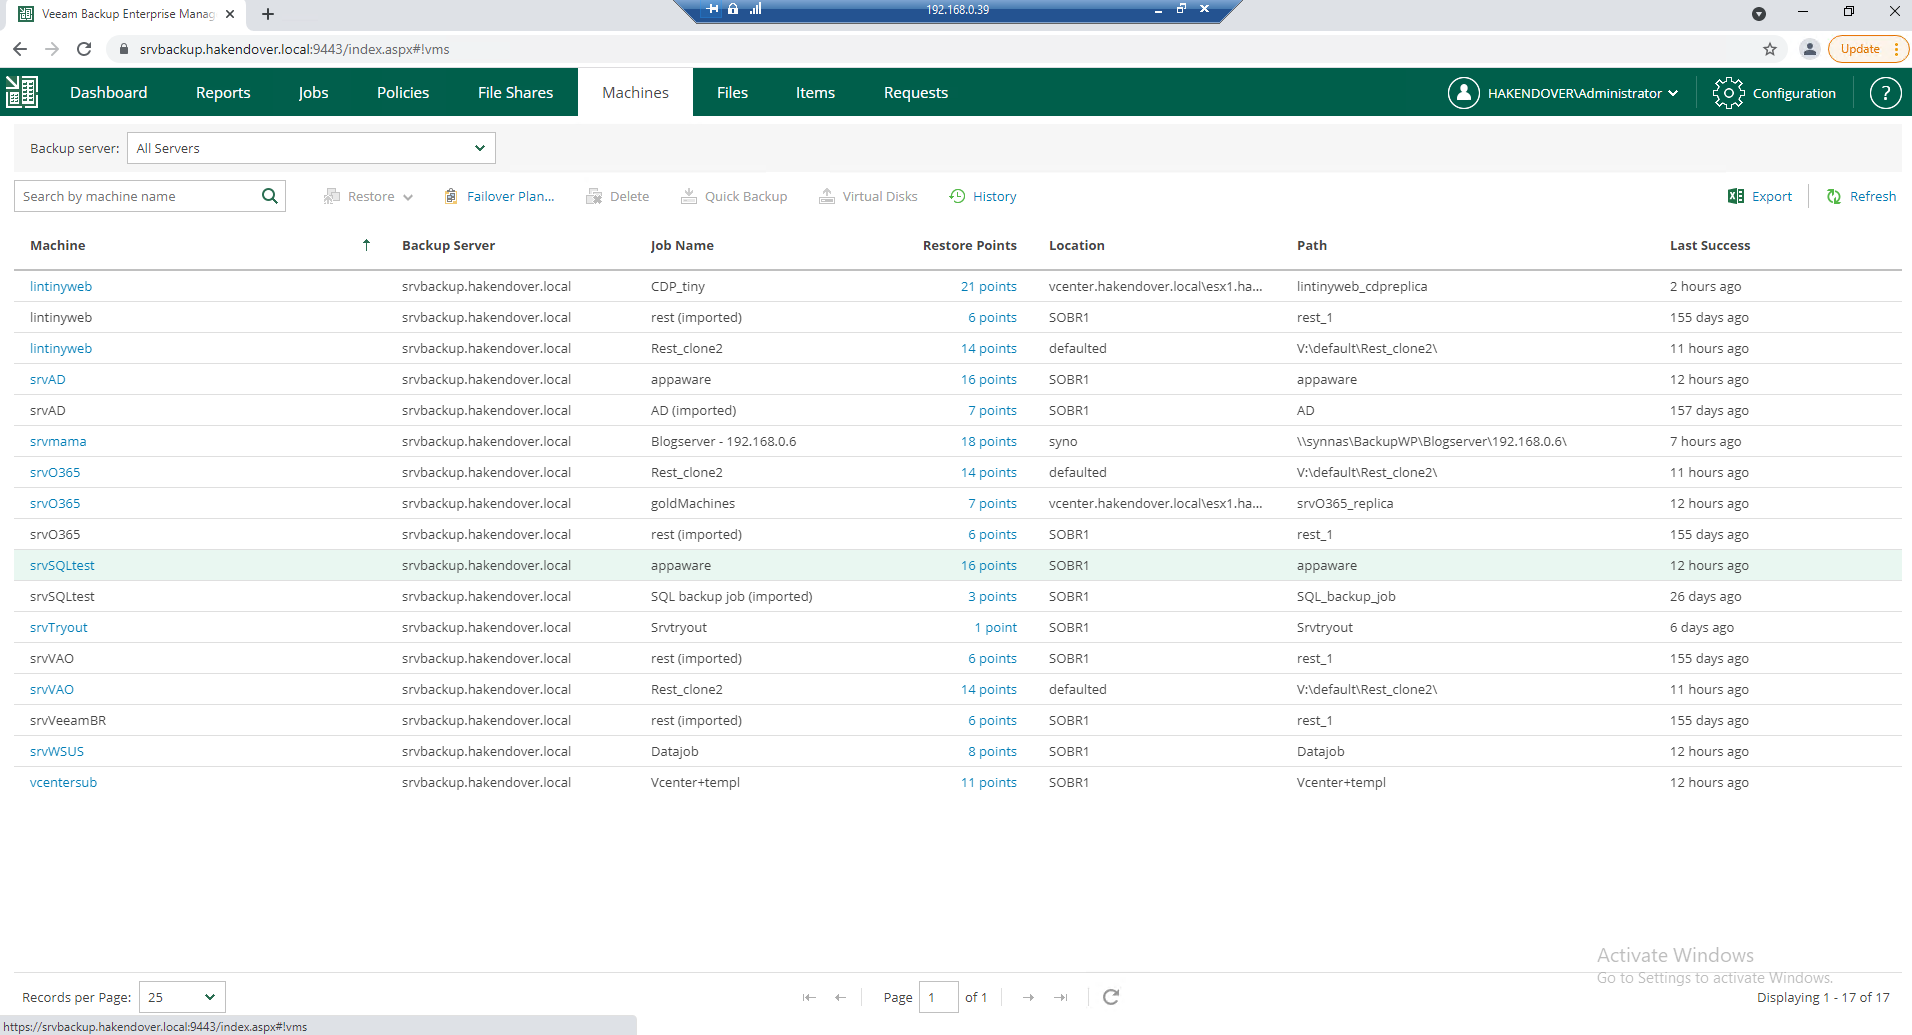 Veeam Backup Enterprise Manag
192.168.0.39
srvbackup.hakendover.local:9443/index.aspx#!vms
Update
Dashboard Reports Jobs Policies File Shares Machines Files Items Requests HAKENDOVER\Administrator Configuration ?
Backup server: All Servers
Search by machine name Restore Failover Plan... Delete Quick Backup Virtual Disks History Export Refresh
Machine Backup Server Job Name Restore Points Location Path Last Success
lintinyweb srvbackup.hakendover.local CDP_tiny 21 points vcenter.hakendover.local\esx1.ha... lintinyweb_cdpreplica 2 hours ago
lintinyweb srvbackup.hakendover.local rest (imported) 6 points SOBR1 rest_1 155 days ago
lintinyweb srvbackup.hakendover.local Rest_clone2 14 points defaulted V:\default\Rest_clone2\ 11 hours ago
srvAD srvbackup.hakendover.local appaware 16 points SOBR1 appaware 12 hours ago
srvAD srvbackup.hakendover.local AD (imported) 7 points SOBR1 AD 157 days ago
srvmama srvbackup.hakendover.local Blogserver - 192.168.0.6 18 points syno \\synnas\BackupWP\Blogserver\192.168.0.6\ 7 hours ago
srvO365 srvbackup.hakendover.local Rest_clone2 14 points defaulted V:\default\Rest_clone2\ 11 hours ago
srvO365 srvbackup.hakendover.local goldMachines 7 points vcenter.hakendover.local\esx1.ha... srvO365_replica 12 hours ago
srvO365 srvbackup.hakendover.local rest (imported) 6 points SOBR1 rest_1 155 days ago
srvSQLtest srvbackup.hakendover.local appaware 16 points SOBR1 appaware 12 hours ago
srvSQLtest srvbackup.hakendover.local SQL backup job (imported) 3 points SOBR1 SQL_backup_job 26 days ago
srvTryout srvbackup.hakendover.local Srvtryout 1 point SOBR1 Srvtryout 6 days ago
srvVAO srvbackup.hakendover.local rest (imported) 6 points SOBR1 rest_1 155 days ago
srvVAO srvbackup.hakendover.local Rest_clone2 14 points defaulted V:\default\Rest_clone2\ 11 hours ago
srvVeeamBR srvbackup.hakendover.local rest (imported) 6 points SOBR1 rest_1 155 days ago
srvWSUS srvbackup.hakendover.local Datajob 8 points SOBR1 Datajob 12 hours ago
vcentersub srvbackup.hakendover.local Vcenter+templ 11 points SOBR1 Vcenter+templ 12 hours ago
Activate Windows
Go to Settings to activate Windows.
Records per Page: 25 Page 1 of 1 Displaying 1 - 17 of 17
https://srvbackup.hakendover.local:9443/index.aspx#!vms